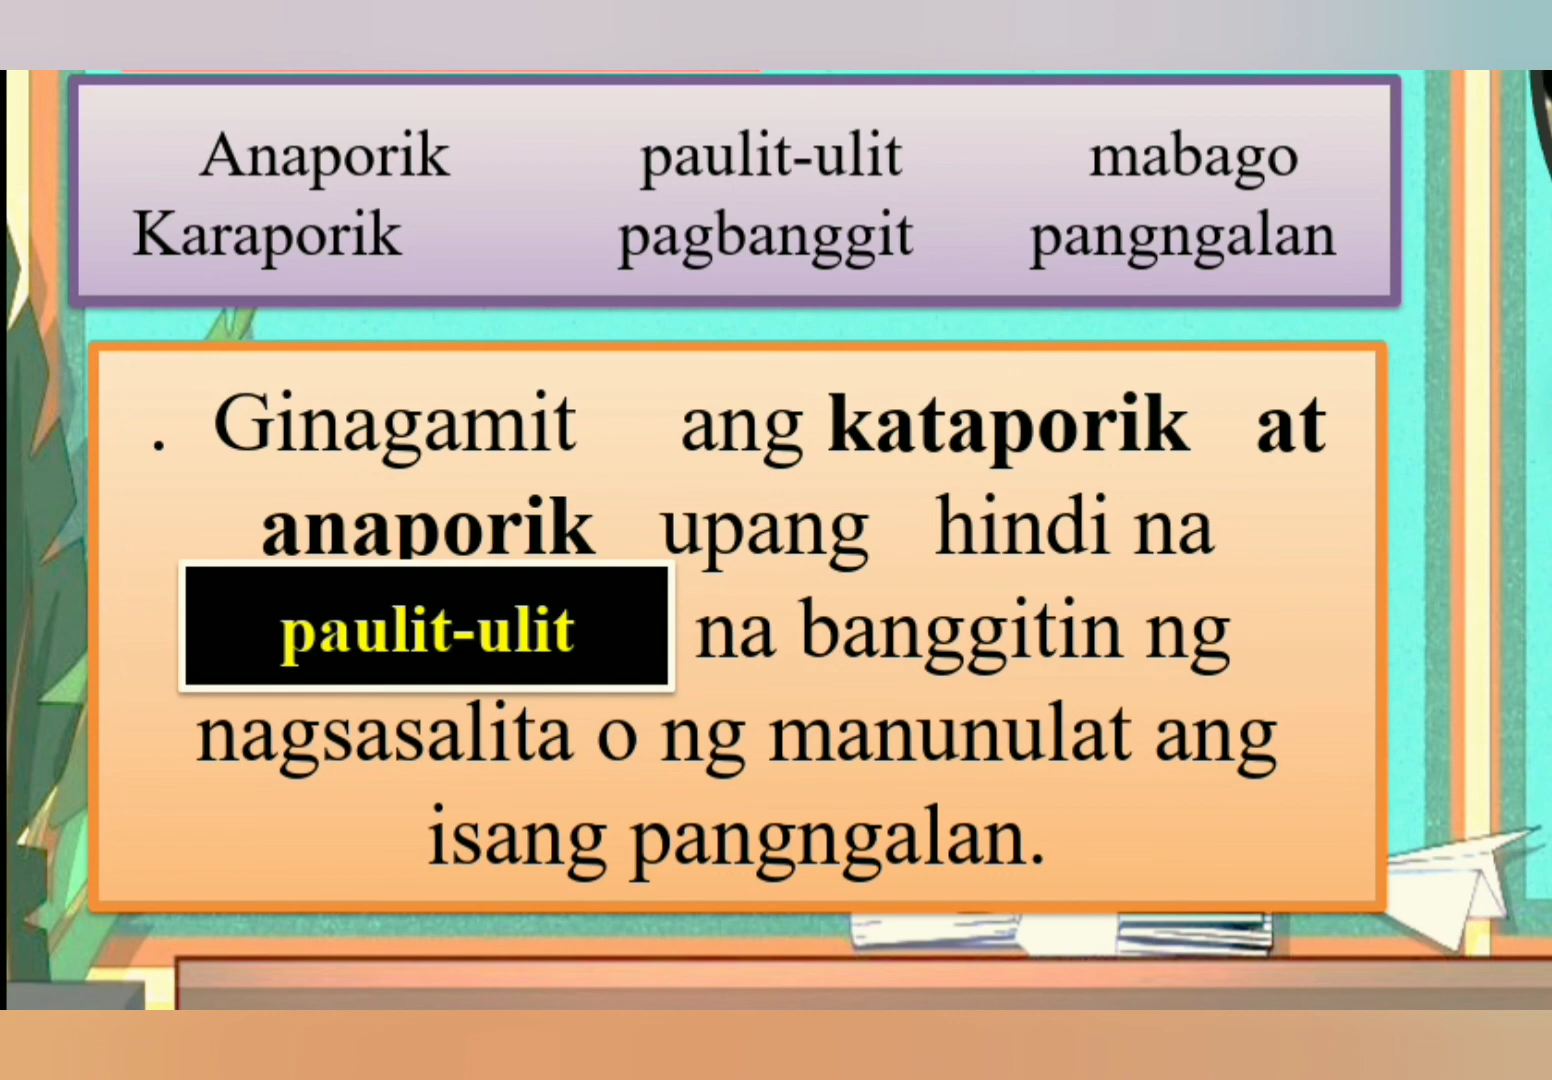 Anaporik paulit-ulit mabago
Karaporik pagbanggit pangngalan
. Ginagamit ang kataporik at
anaporik upang hindi na
paulit-ulit na banggitin ng
nagsasalita o ng manunulat ang
isang pangngalan.